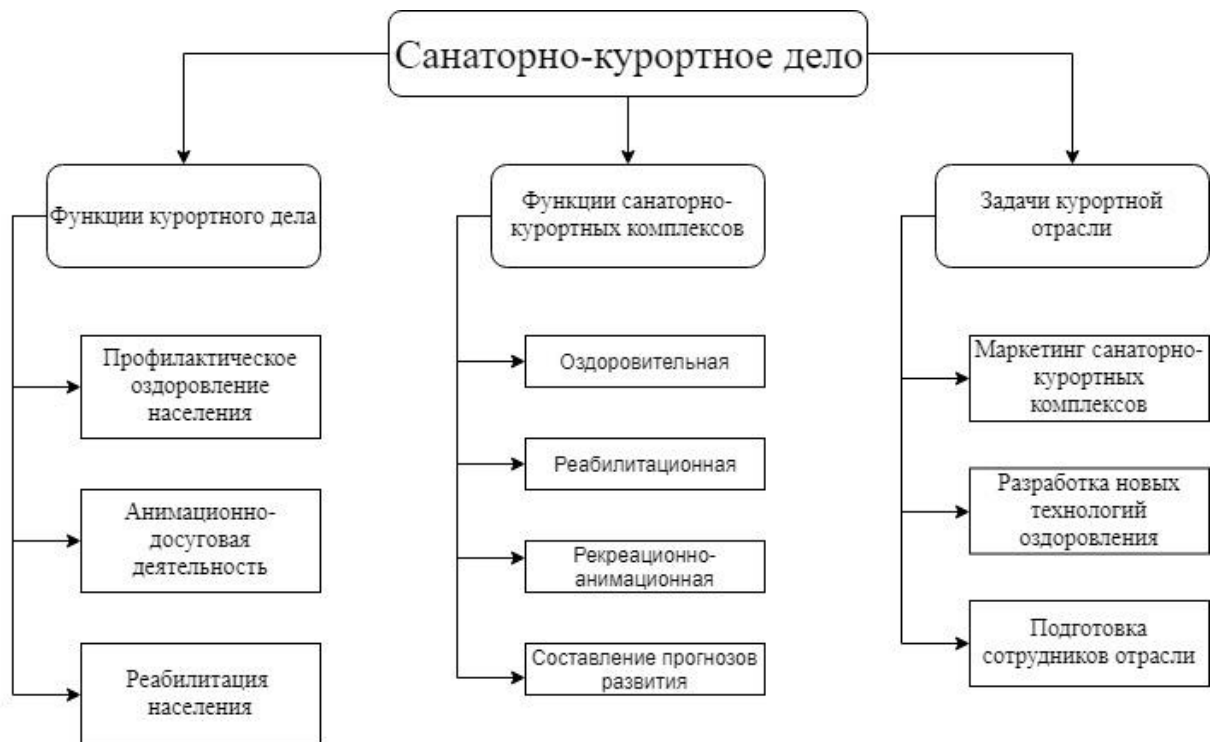 Санаторно-курортное дело
Функции курортного дела
Функции санаторно-
курортных комплексов
Задачи курортной
отрасли
Профилактическое
оздоровление
населения
Анимационно-
досуговая
деятельность
Реабилитация
населения
Оздоровительная
Реабилитационная
Рекреационно-
анимационная
Составление прогнозов
развития
Маркетинг санаторно-
курортных
комплексов
Разработка новых
технологий
оздоровления
Подготовка
сотрудников отрасли